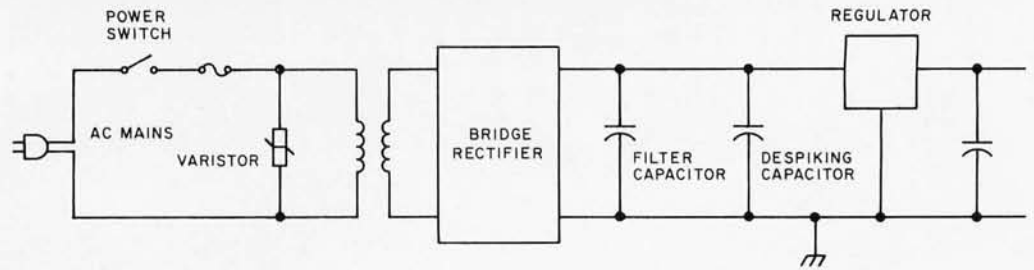 POWER
SWITCH
REGULATOR
AC MAINS
VARISTOR
BRIDGE
RECTIFIER
FILTER
CAPACITOR
DESPIKING
CAPACITOR